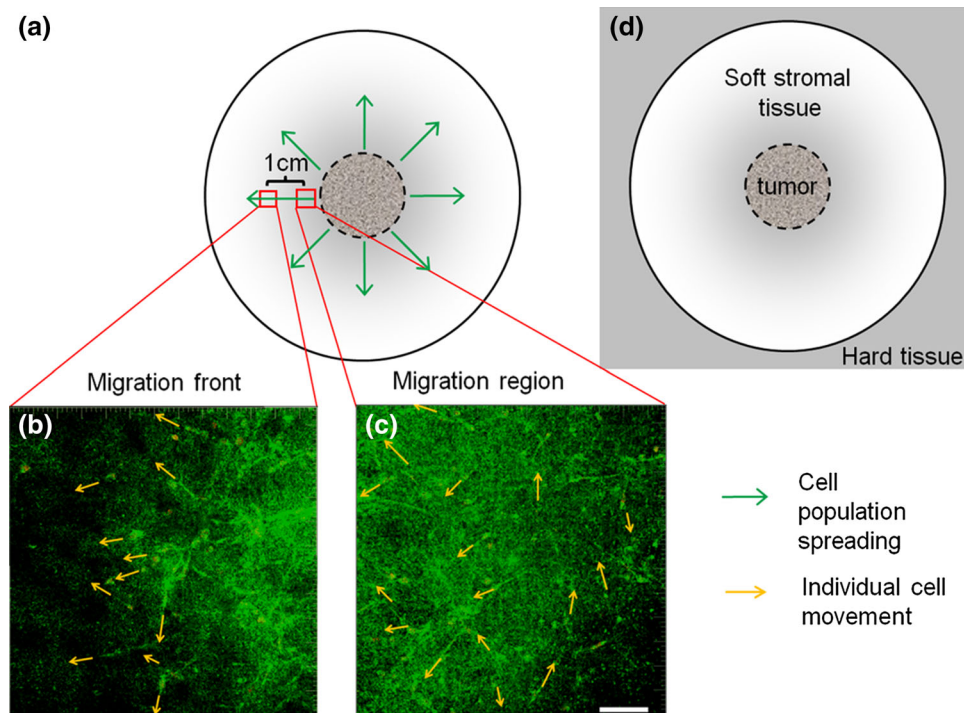 (a)
1cm
(d)
Soft stromal
tissue
tumor
Hard tissue
Migration front
Migration region
(b)
(c)
Cell
population
spreading
Individual cell
movement